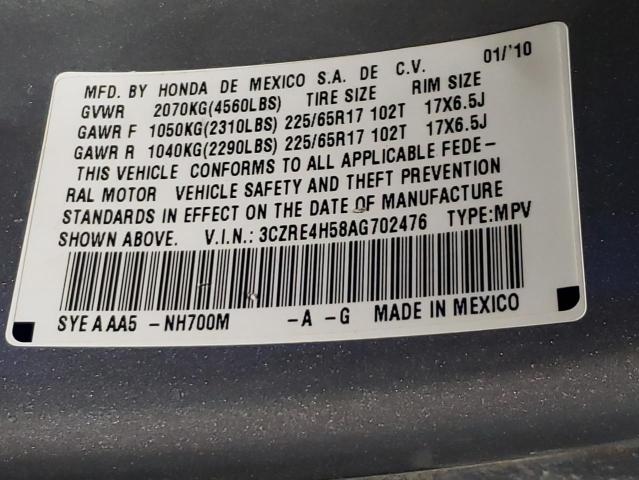 MFD. BY HONDA DE MEXICO S.A. DE C.V. 01/'10
GVWR 2070KG(4560LBS) TIRE SIZE RIM SIZE
GAWR F 1050KG(2310LBS) 225/65R17 102T 17X6.5J
GAWR R 1040KG(2290LBS) 225/65R17 102T 17X6.5J
THIS VEHICLE CONFORMS TO ALL APPLICABLE FEDE-
RAL MOTOR VEHICLE SAFETY AND THEFT PREVENTION
STANDARDS IN EFFECT ON THE DATE OF MANUFACTURE
SHOWN ABOVE. V.I.N.: 3CZRE4H58AG702476 TYPE:MPV
SYE A AA5 -NH700M -A -G MADE IN MEXICO